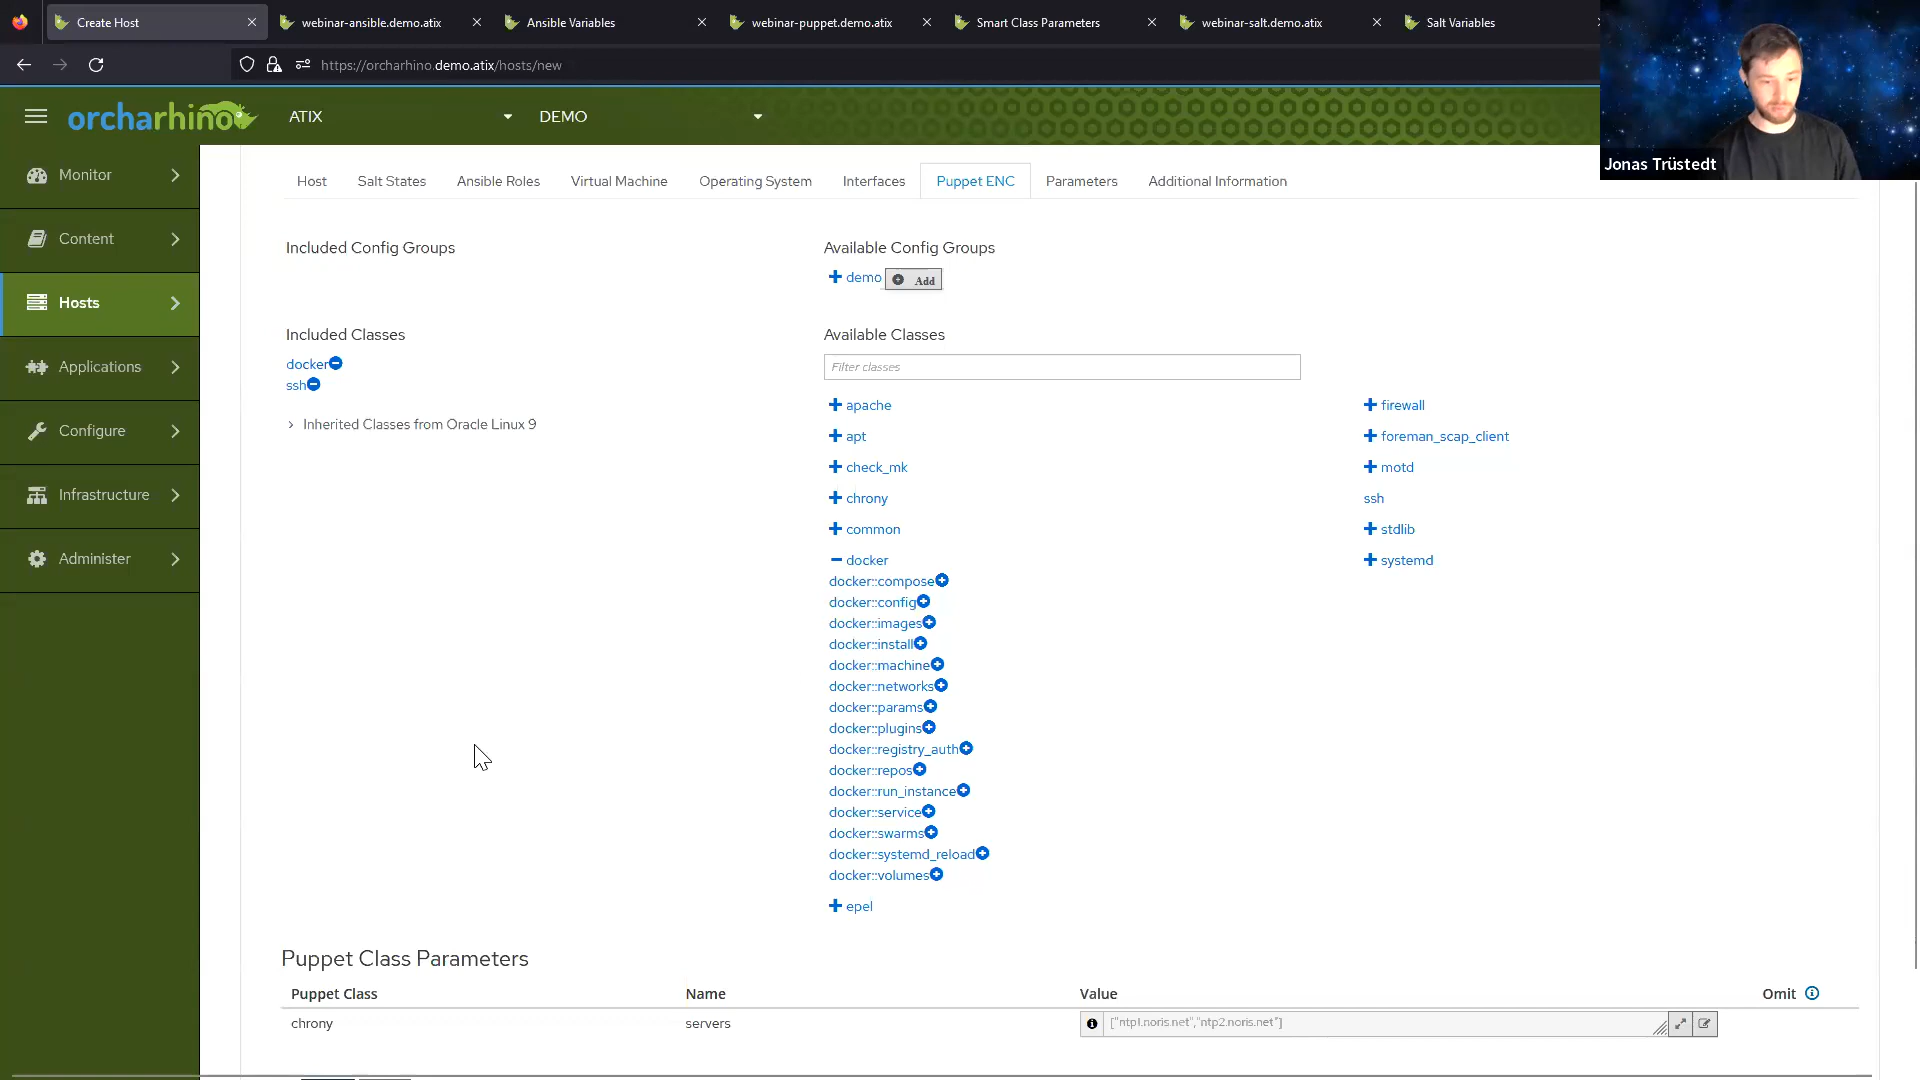 Create Host
webinar-ansible.demo.atix
Ansible Variables
webinar-puppet.demo.atix
Smart Class Parameters
webinar-salt.demo.atix
Salt Variables
https://orcharhino.demo.atix/hosts/new
orcharhino
ATIX
DEMO
Jonas Trüstedt
Monitor
Content
Hosts
Applications
Configure
Infrastructure
Administer
Host
Salt States
Ansible Roles
Virtual Machine
Operating System
Interfaces
Puppet ENC
Parameters
Additional Information
Included Config Groups
Available Config Groups
demo
Add
Included Classes
docker
ssh
Inherited Classes from Oracle Linux 9
Available Classes
Filter classes
apache
apt
check_mk
chrony
common
docker
docker::compose
docker::config
docker::images
docker::install
docker::machine
docker::networks
docker::params
docker::plugins
docker::registry_auth
docker::repos
docker::run_instance
docker::service
docker::swarms
docker::systemd_reload
docker::volumes
epel
firewall
foreman_scap_client
motd
ssh
stdlib
systemd
Puppet Class Parameters
Puppet Class
Name
Value
Omit
chrony
servers
["ntp1.noris.net","ntp2.noris.net"]